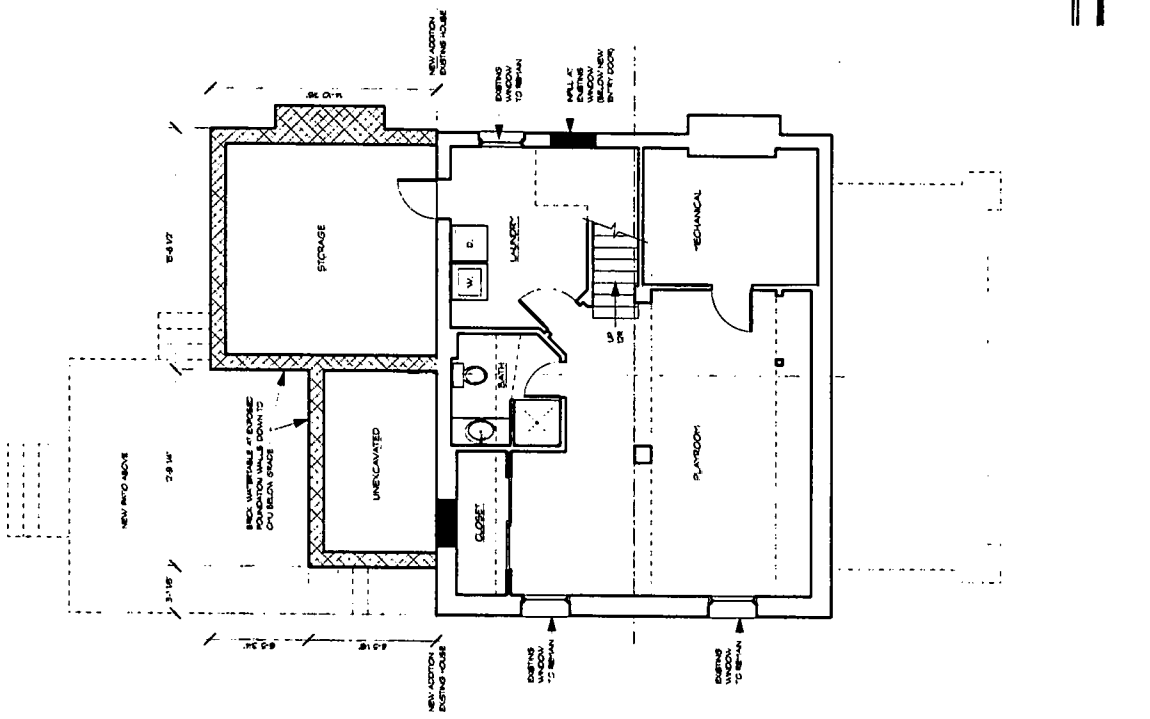 NEW ADDITION
EXISTING HOUSE
EXISTING
WINDOW
TO REMAIN
INFILL AT
EXISTING
WINDOW
(BELOW NEW
ENTRY DOOR)
STORAGE
D.
W.
LAUNDRY
MECHANICAL
UP
BATH
PLAYROOM
UNEXCAVATED
CLOSET
BRICK WATERTABLE AT EXPOSED
FOUNDATION WALLS DOWN TO
CMU BELOW GRADE
NEW PATIO ABOVE
NEW ADDITION
EXISTING HOUSE
EXISTING
WINDOW
TO REMAIN
EXISTING
WINDOW
TO REMAIN